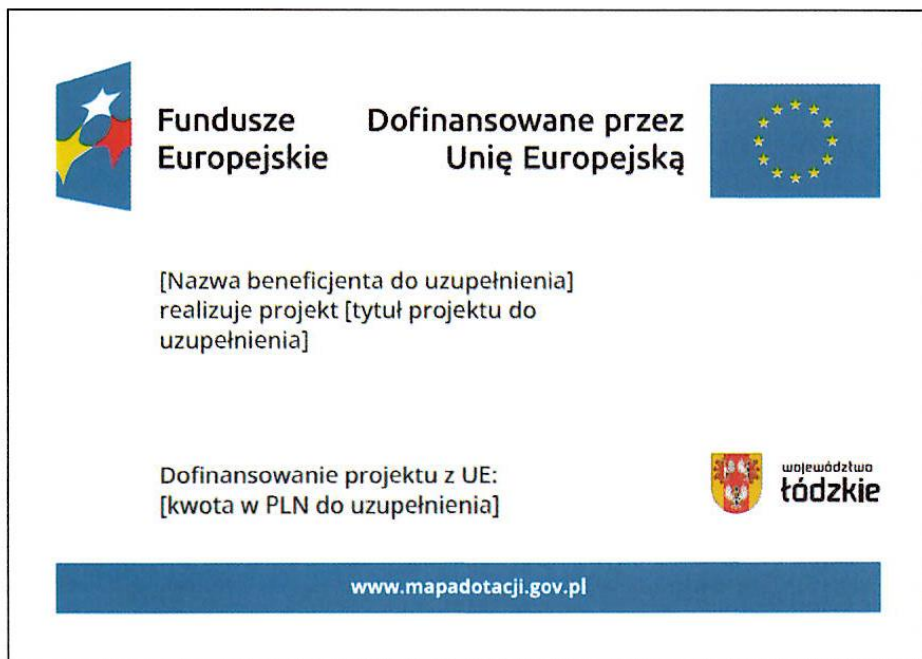 Fundusze
Europejskie
Dofinansowane przez
Unię Europejską
[Nazwa beneficjenta do uzupełnienia]
realizuje projekt [tytuł projektu do
uzupełnienia]
Dofinansowanie projektu z UE:
[kwota w PLN do uzupełnienia]
województwo
łódzkie
www.mapadotacji.gov.pl